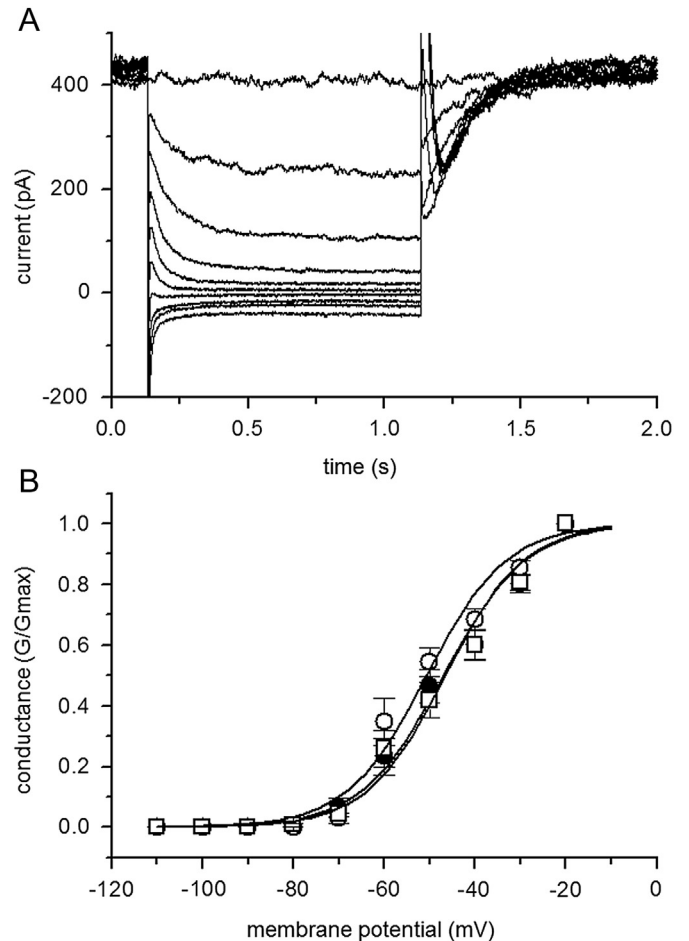 A
400
200
0
-200
current (pA)
0.0 0.5 1.0 1.5 2.0
time (s)
B
1.0
0.8
0.6
0.4
0.2
0.0
conductance (G/Gmax)
-120 -100 -80 -60 -40 -20 0
membrane potential (mV)